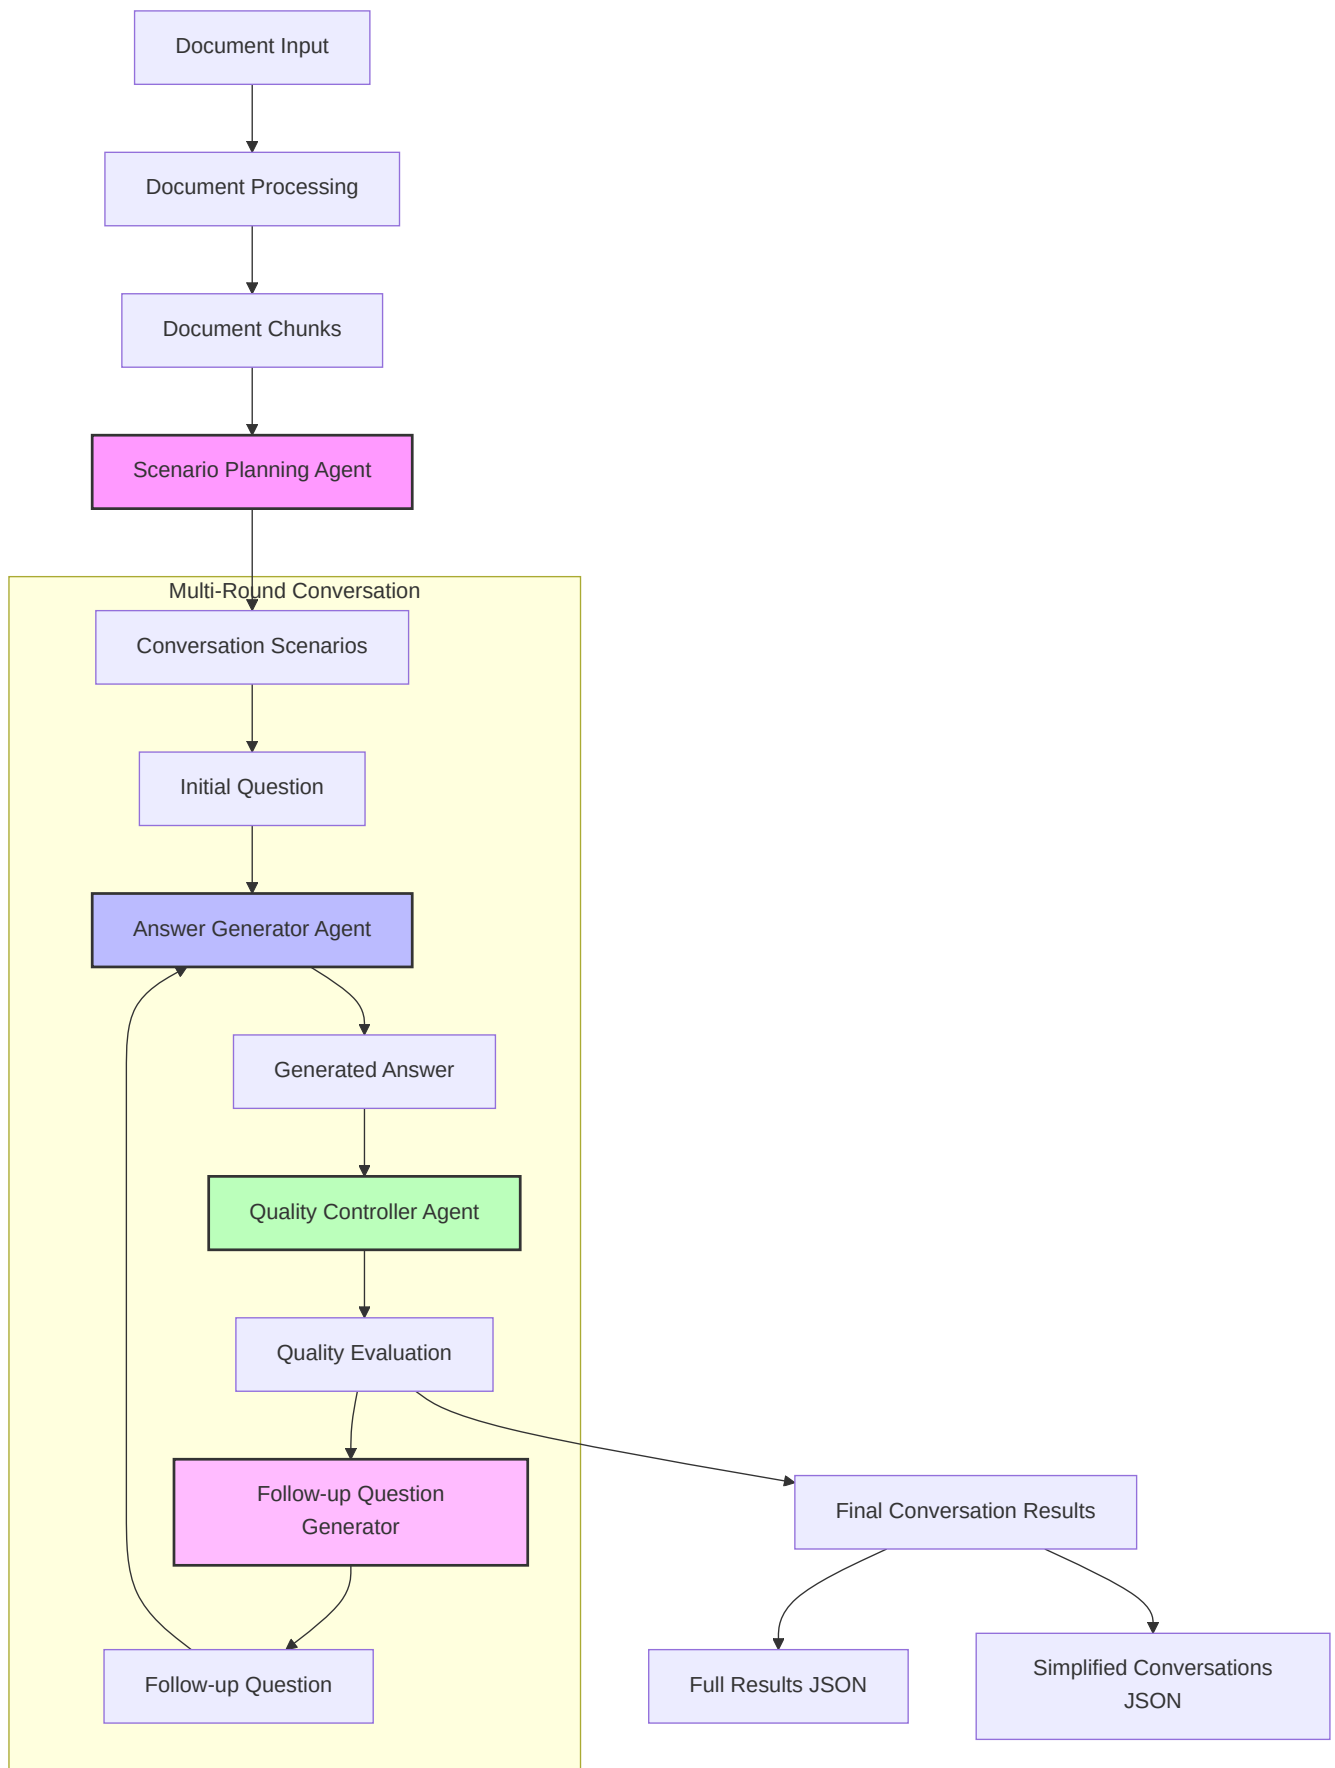 Document Input
Document Processing
Document Chunks
Scenario Planning Agent
Multi-Round Conversation
Conversation Scenarios
Initial Question
Answer Generator Agent
Generated Answer
Quality Controller Agent
Quality Evaluation
Follow-up Question
Generator
Final Conversation Results
Follow-up Question
Full Results JSON
Simplified Conversations
JSON